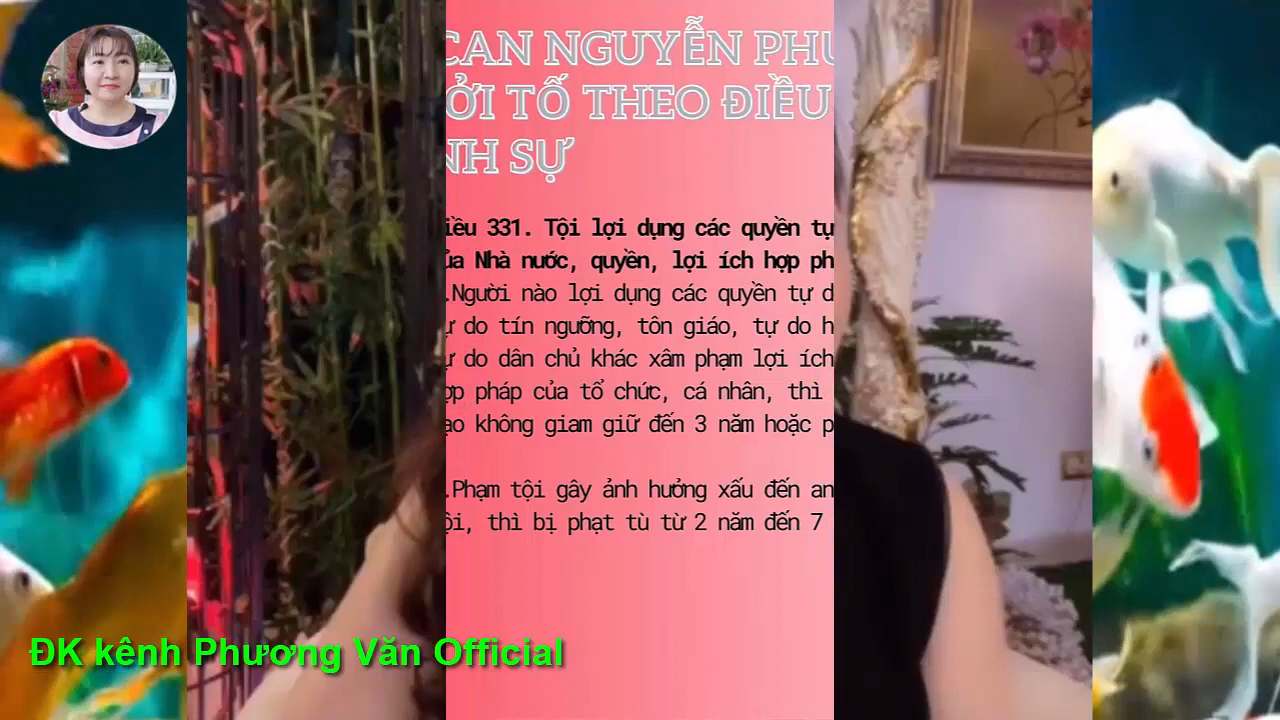 CAN NGUYỄN PHƯ
ỞI TỐ THEO ĐIỀU
NH SỰ
iều 331. Tội lợi dụng các quyền tự
ủa Nhà nước, quyền, lợi ích hợp ph
.Người nào lợi dụng các quyền tự d
ự do tín ngưỡng, tôn giáo, tự do h
ự do dân chủ khác xâm phạm lợi ích
ợp pháp của tổ chức, cá nhân, thì
ạo không giam giữ đến 3 năm hoặc p
.Phạm tội gây ảnh hưởng xấu đến an
ội, thì bị phạt tù từ 2 năm đến 7
ĐK kênh Phương Văn Official